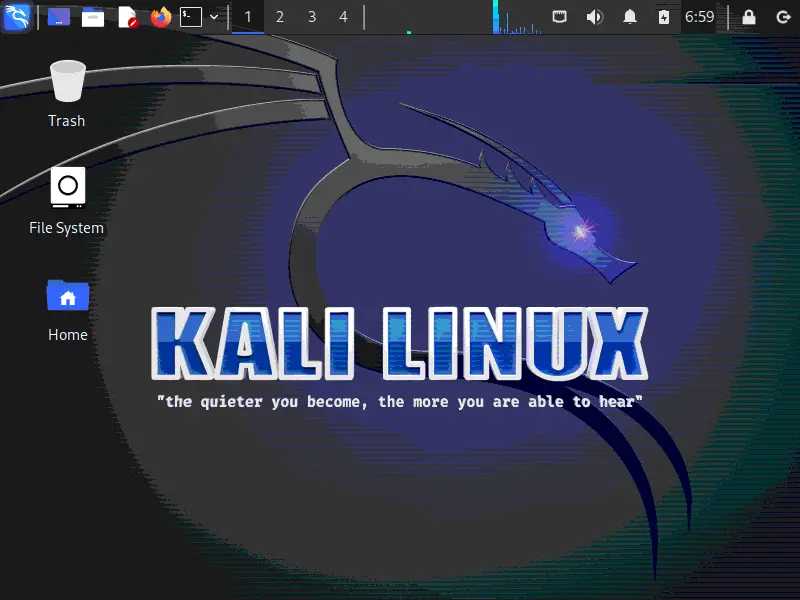 1 2 3 4
6:59
Trash
File System
Home
KALI LINUX
"the quieter you become, the more you are able to hear"